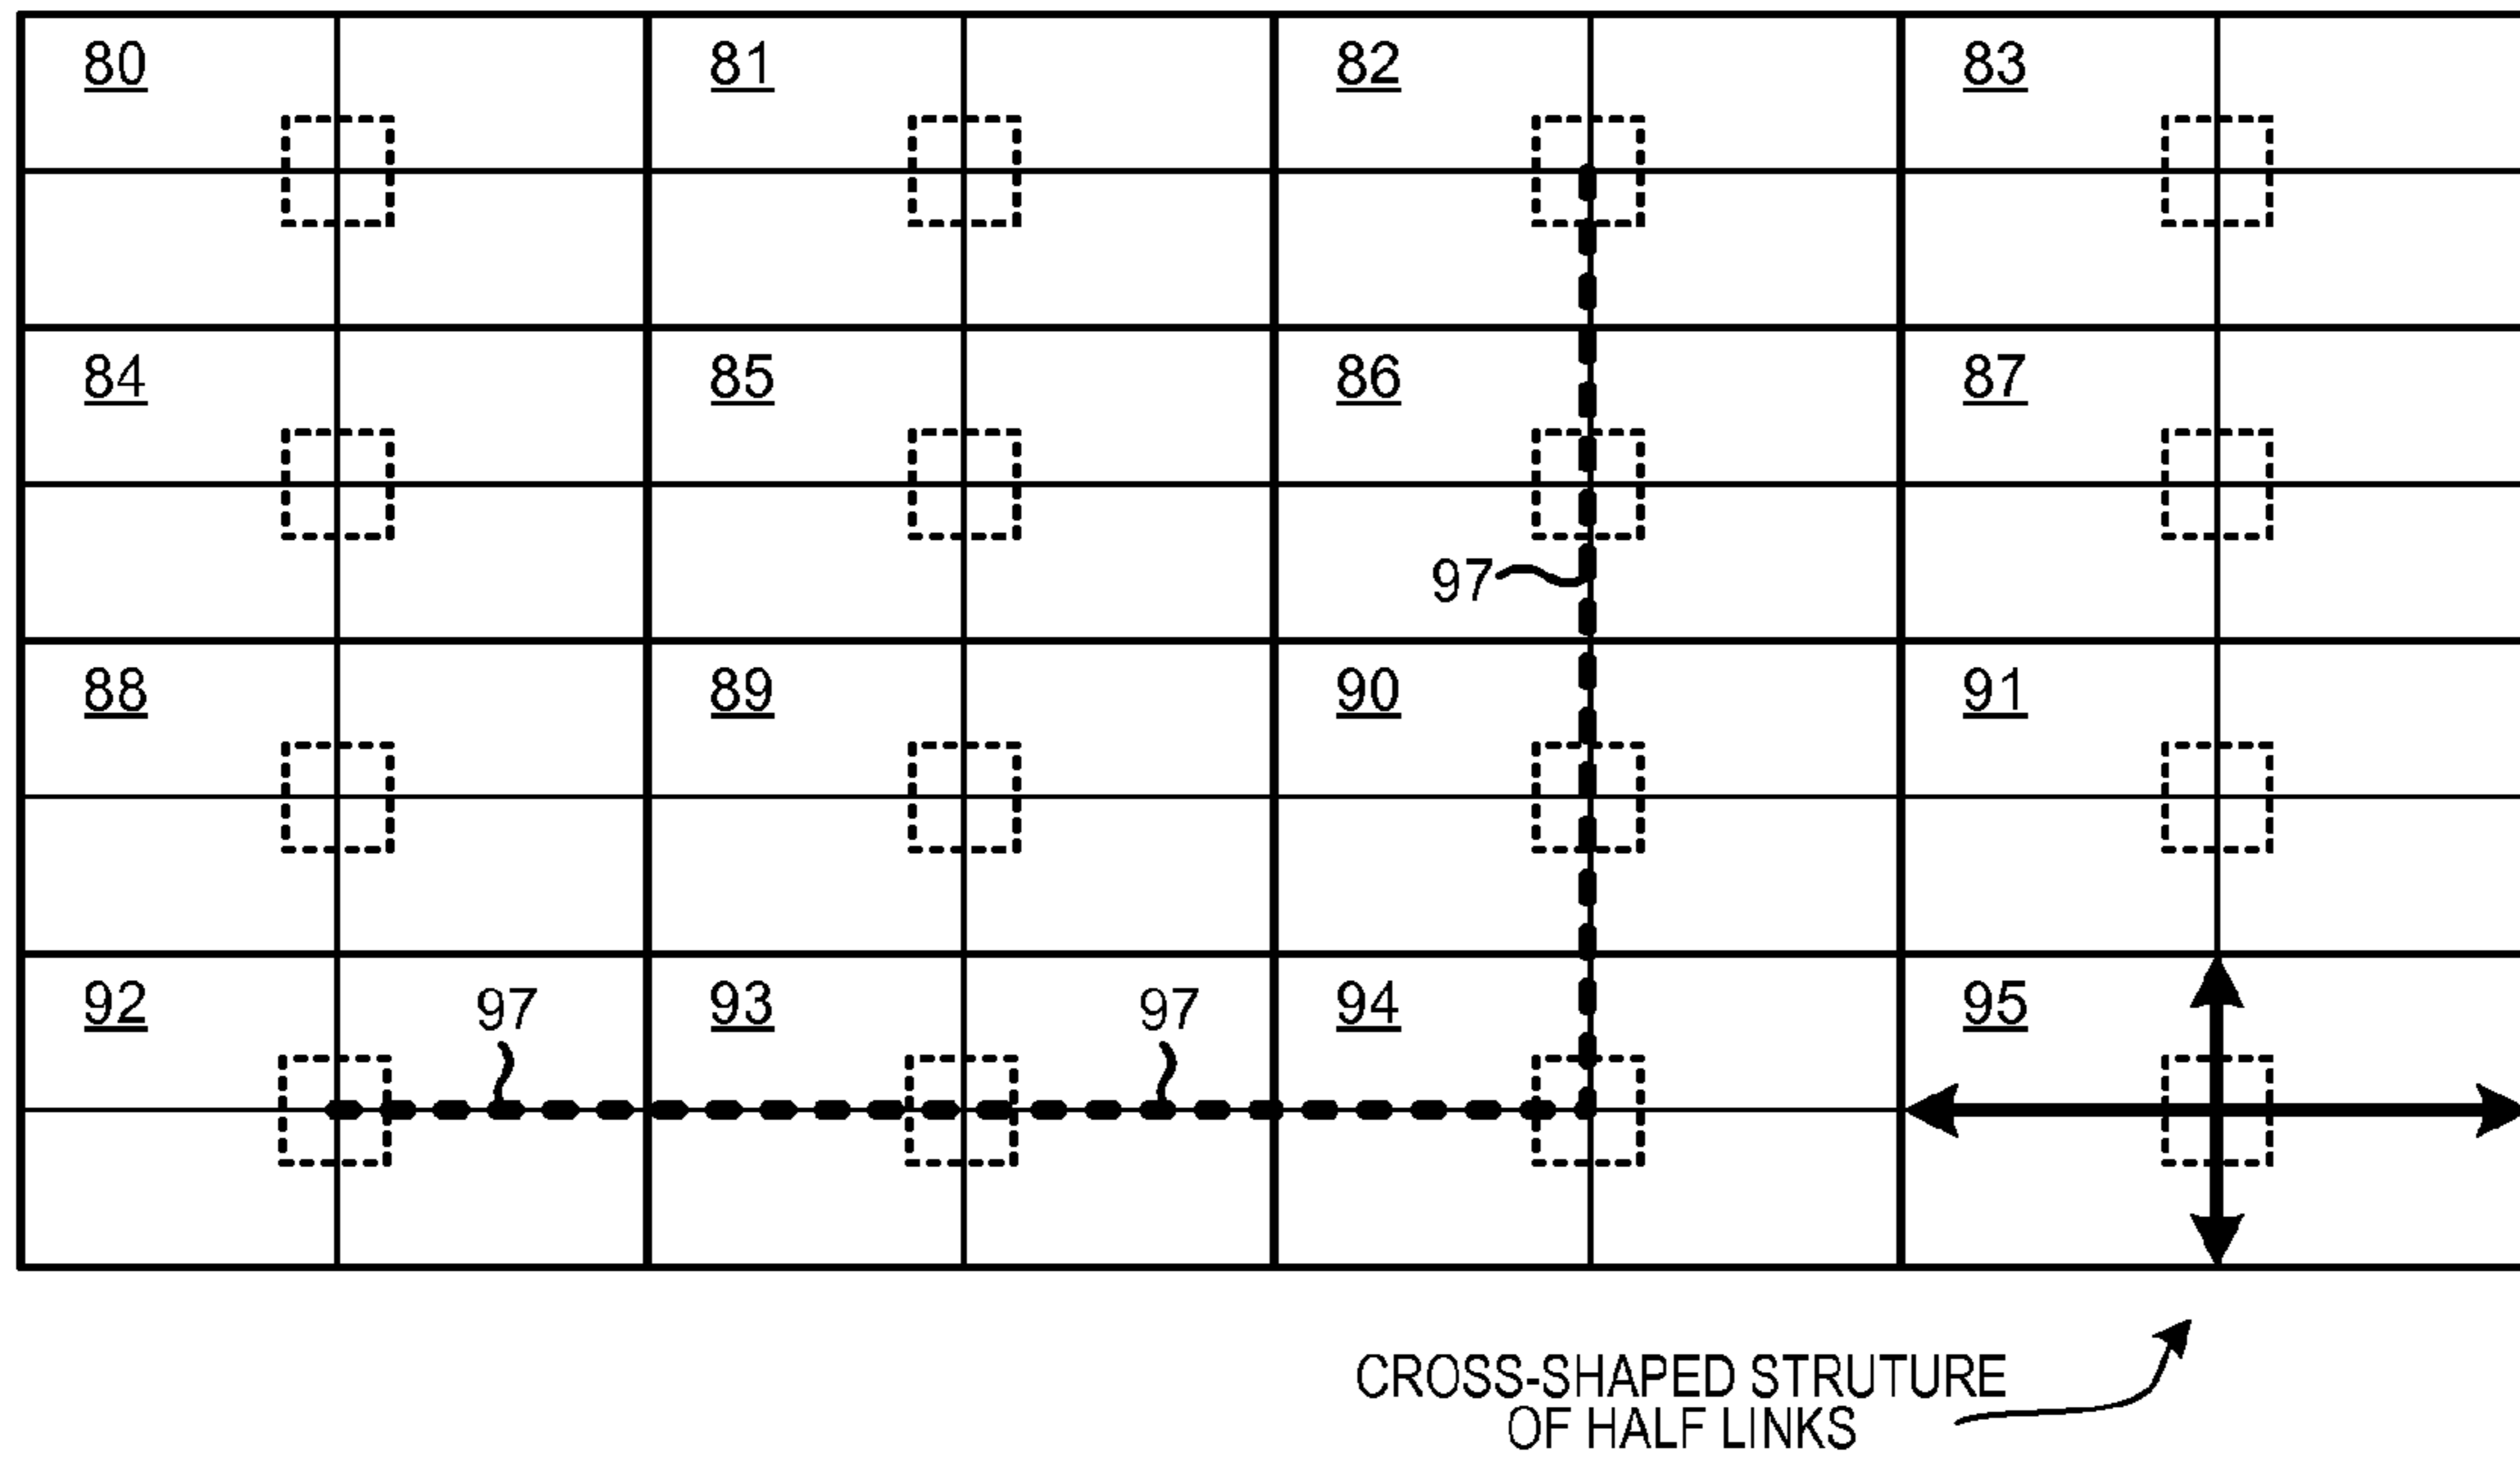 80 81 82 83
84 85 86 87
97
88 89 90 91
92 97 93 97 94 95
CROSS-SHAPED STRUTURE
OF HALF LINKS